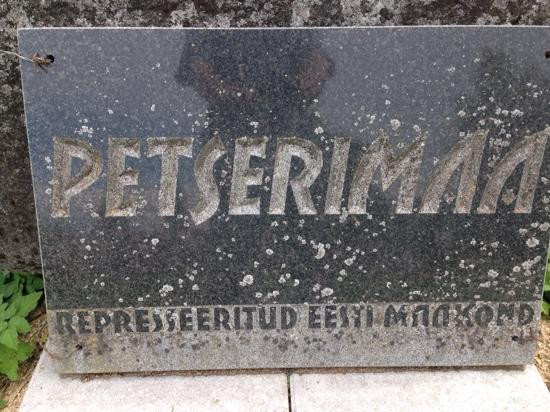 PETSERIMAA
REPRESSEERITUD EESTI MAAKOND